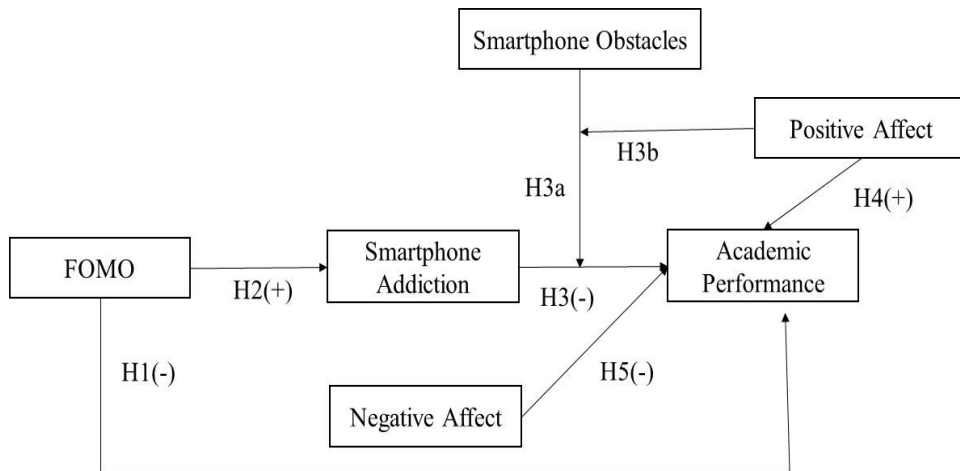 Smartphone Obstacles
Positive Affect
H3b
H3a
H4(+)
FOMO
Smartphone
Addiction
Academic
Performance
H2(+)
H3(-)
H1(-)
H5(-)
Negative Affect